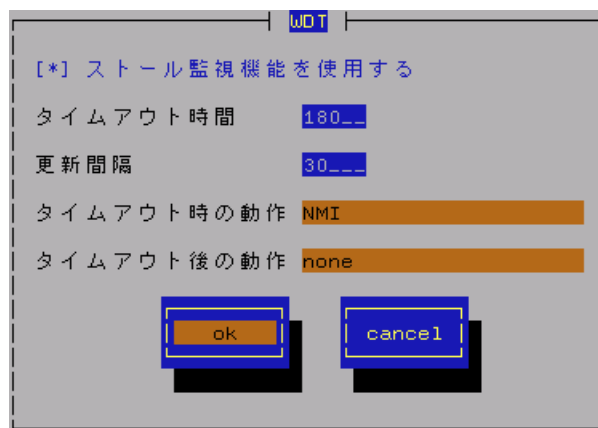 WDT
[*] ストール監視機能を使用する
タイムアウト時間 180__
更新間隔 30___
タイムアウト時の動作 NMI
タイムアウト後の動作 none
ok cancel